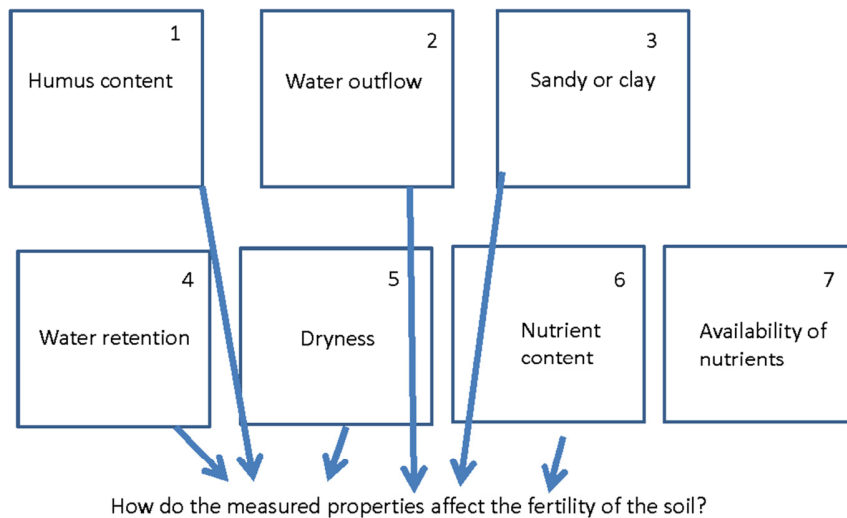 1
Humus content
2
Water outflow
3
Sandy or clay
4
Water retention
5
Dryness
6
Nutrient
content
7
Availability of
nutrients
How do the measured properties affect the fertility of the soil?